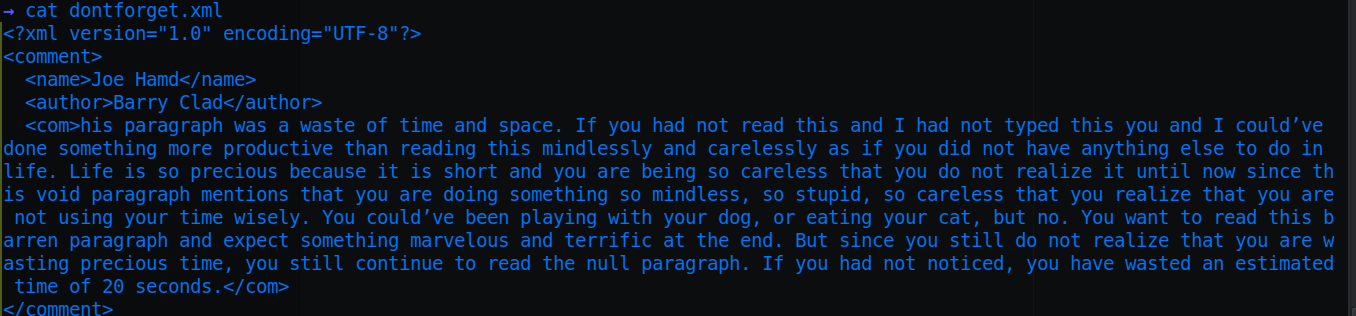 → cat dontforget.xml
<?xml version="1.0" encoding="UTF-8"?>
<comment>
  <name>Joe Hamd</name>
  <author>Barry Clad</author>
  <com>his paragraph was a waste of time and space. If you had not read this and I had not typed this you and I could’ve
done something more productive than reading this mindlessly and carelessly as if you did not have anything else to do in
life. Life is so precious because it is short and you are being so careless that you do not realize it until now since th
is void paragraph mentions that you are doing something so mindless, so stupid, so careless that you realize that you are
 not using your time wisely. You could’ve been playing with your dog, or eating your cat, but no. You want to read this b
arren paragraph and expect something marvelous and terrific at the end. But since you still do not realize that you are w
asting precious time, you still continue to read the null paragraph. If you had not noticed, you have wasted an estimated
 time of 20 seconds.</com>
</comment>